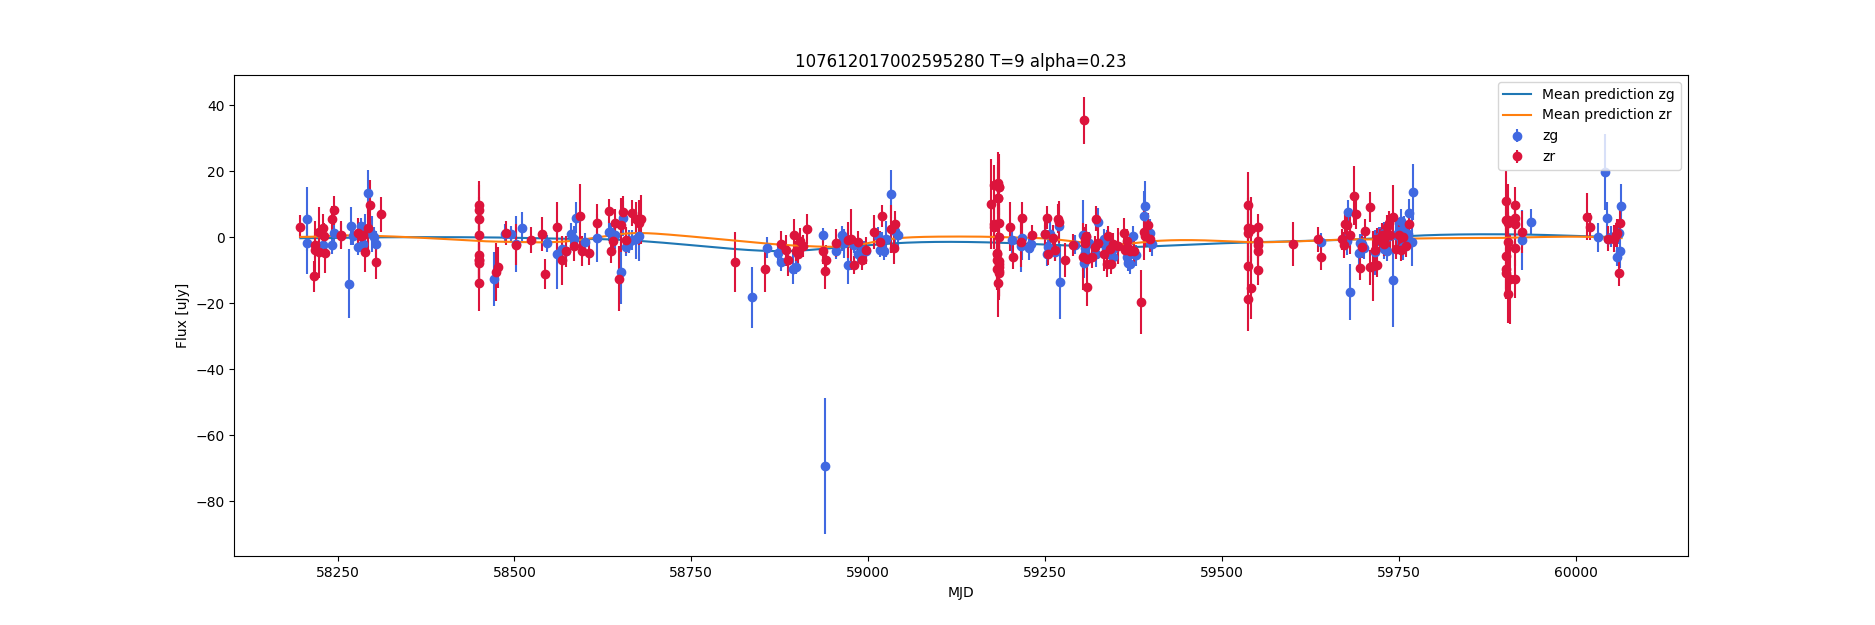 107612017002595280 T=9 alpha=0.23
Mean prediction zg
Mean prediction zr
zg
zr
40
20
0
−20
−40
−60
−80
Flux [uJy]
58250
58500
58750
59000
59250
59500
59750
60000
MJD